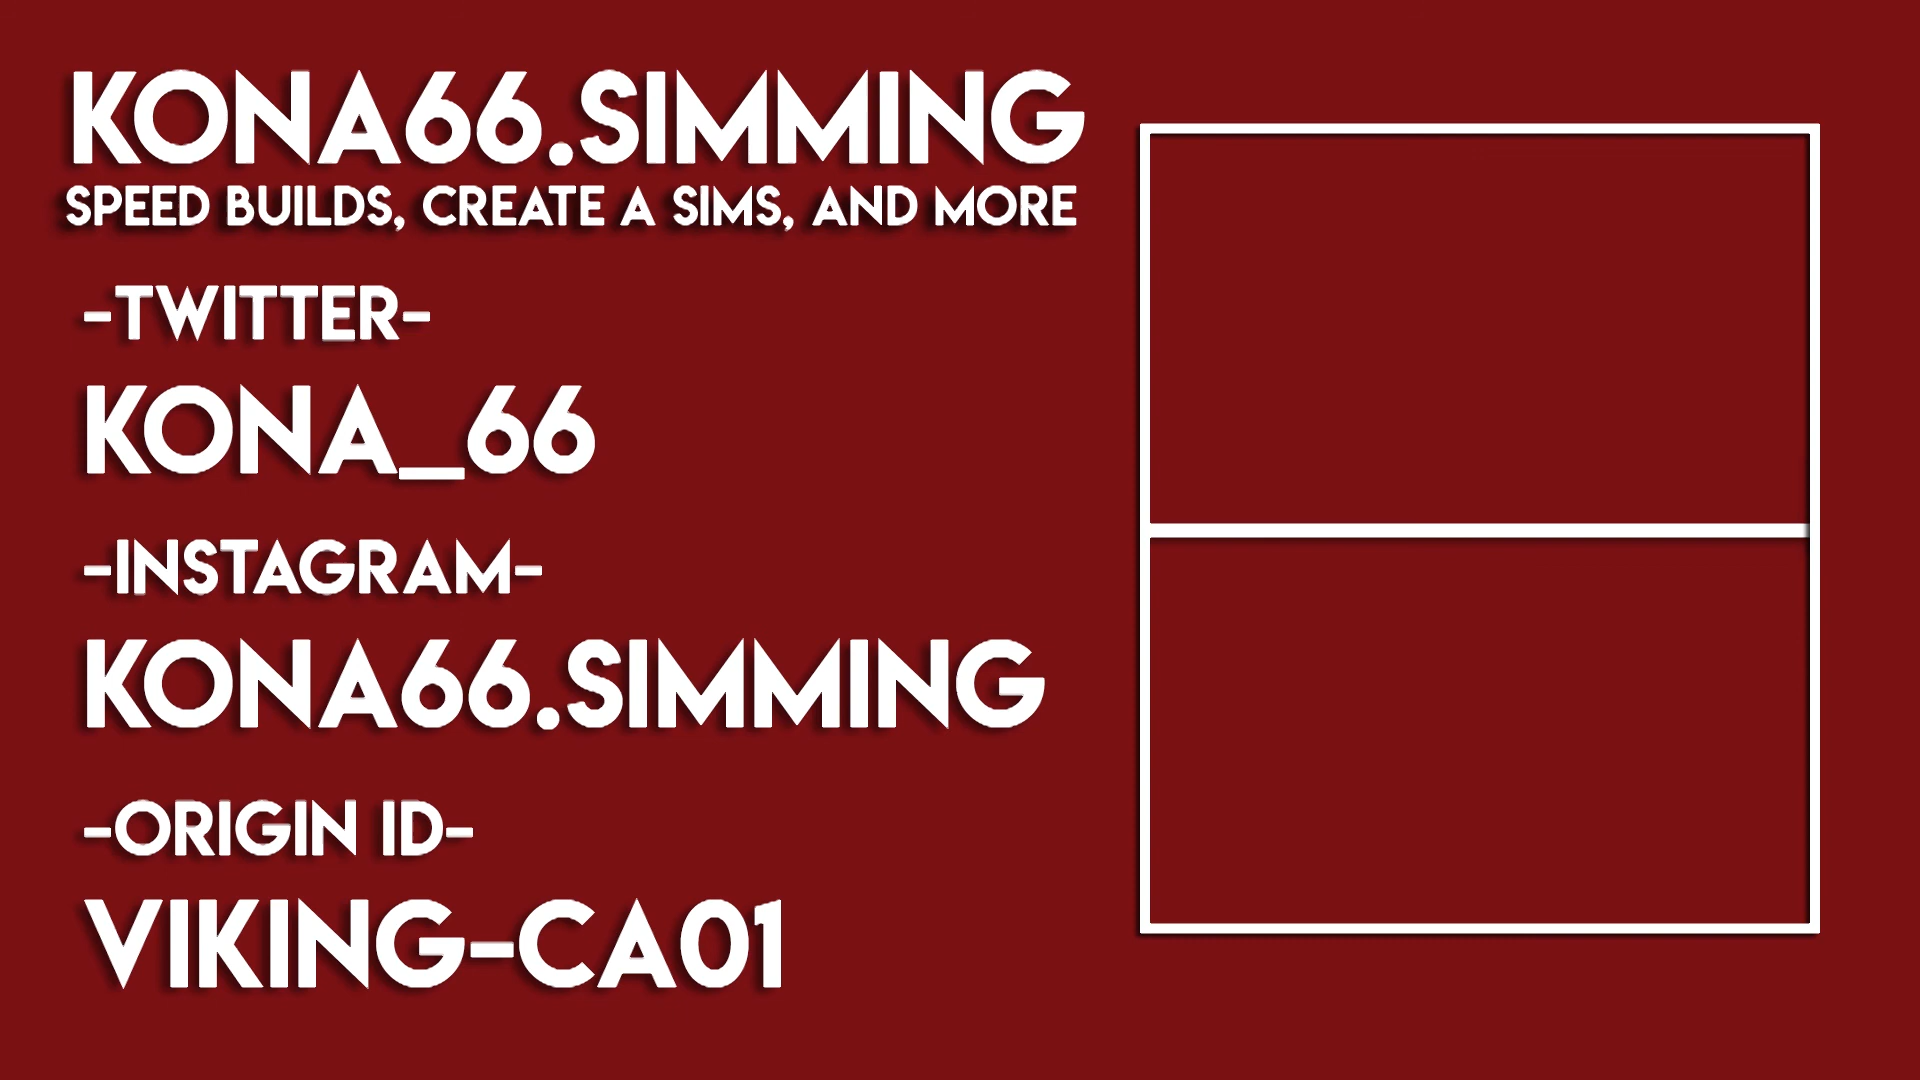 KONA66.SIMMING
SPEED BUILDS, CREATE A SIMS, AND MORE
-TWITTER-
KONA_66
-INSTAGRAM-
KONA66.SIMMING
-ORIGIN ID-
VIKING-CA01